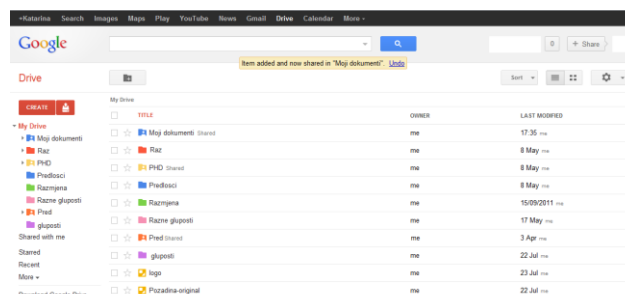 +Katarina Search Images Maps Play YouTube News Gmail Drive Calendar More
Google
0 + Share
Item added and now shared in "Moji dokumenti". Undo
Drive
Sort
CREATE
My Drive
Moji dokumenti
Raz
PHD
Predlosci
Razmjena
Razne gluposti
Pred
gluposti
Shared with me
Starred
Recent
More
Download Google Drive
My Drive
TITLE OWNER LAST MODIFIED
Moji dokumenti Shared me 17:35 me
Raz me 8 May me
PHD Shared me 8 May me
Predlosci me 8 May me
Razmjena me 15/09/2011 me
Razne gluposti me 17 May me
Pred Shared me 3 Apr me
gluposti me 22 Jul me
logo me 23 Jul me
Pozadina-original me 22 Jul me